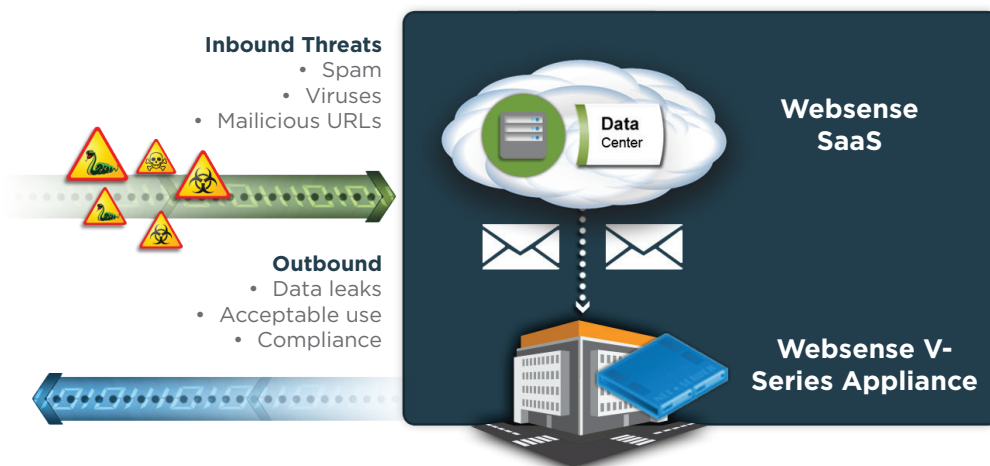 Inbound Threats
• Spam
• Viruses
• Mailicious URLs
Outbound
• Data leaks
• Acceptable use
• Compliance
Data
Center
Websense
SaaS
Websense V-
Series Appliance